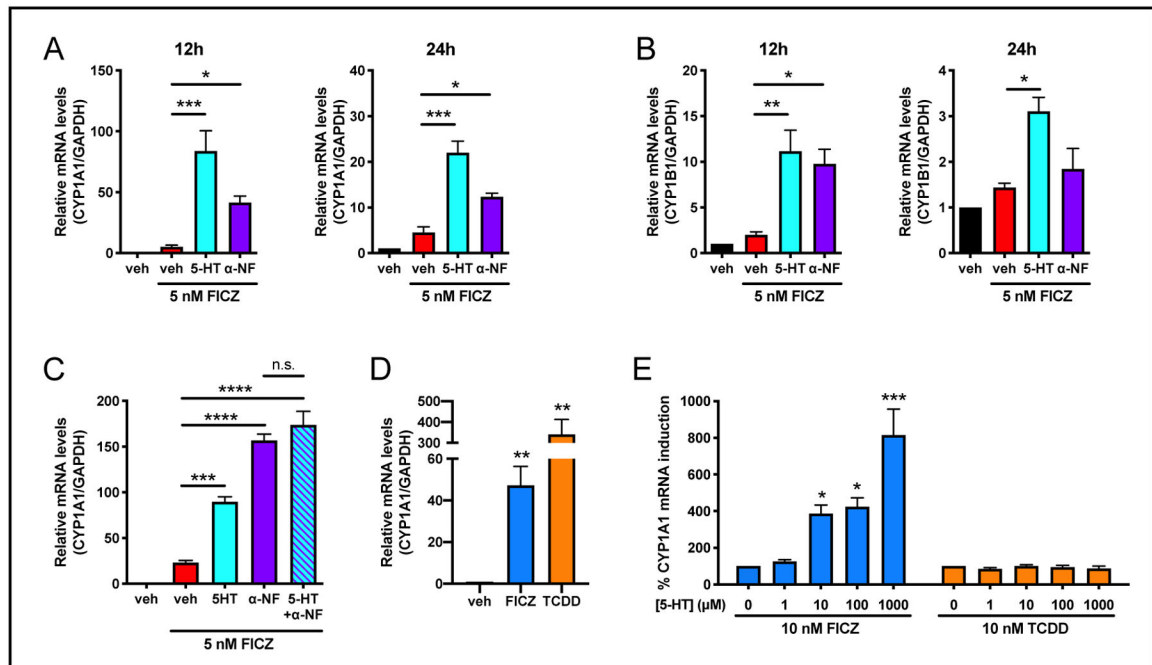 A
12h
Relative mRNA levels
(CYP1A1/GAPDH)
150
100
50
0
*
***
veh veh 5-HT α-NF
5 nM FICZ
24h
Relative mRNA levels
(CYP1A1/GAPDH)
40
30
20
10
0
*
***
veh veh 5-HT α-NF
5 nM FICZ
B
12h
Relative mRNA levels
(CYP1B1/GAPDH)
20
15
10
5
0
*
**
veh veh 5-HT α-NF
5 nM FICZ
24h
Relative mRNA levels
(CYP1B1/GAPDH)
4
3
2
1
0
*
veh veh 5-HT α-NF
5 nM FICZ
C
Relative mRNA levels
(CYP1A1/GAPDH)
200
150
100
50
0
n.s.
****
****
***
veh veh 5HT α-NF 5-HT
+α-NF
5 nM FICZ
D
Relative mRNA levels
(CYP1A1/GAPDH)
500
400
300
200
60
40
20
0
**
**
veh FICZ TCDD
E
% CYP1A1 mRNA induction
1000
800
600
400
200
0
*
*
***
[5-HT] (μM) 0 1 10 100 1000 0 1 10 100 1000
10 nM FICZ 10 nM TCDD